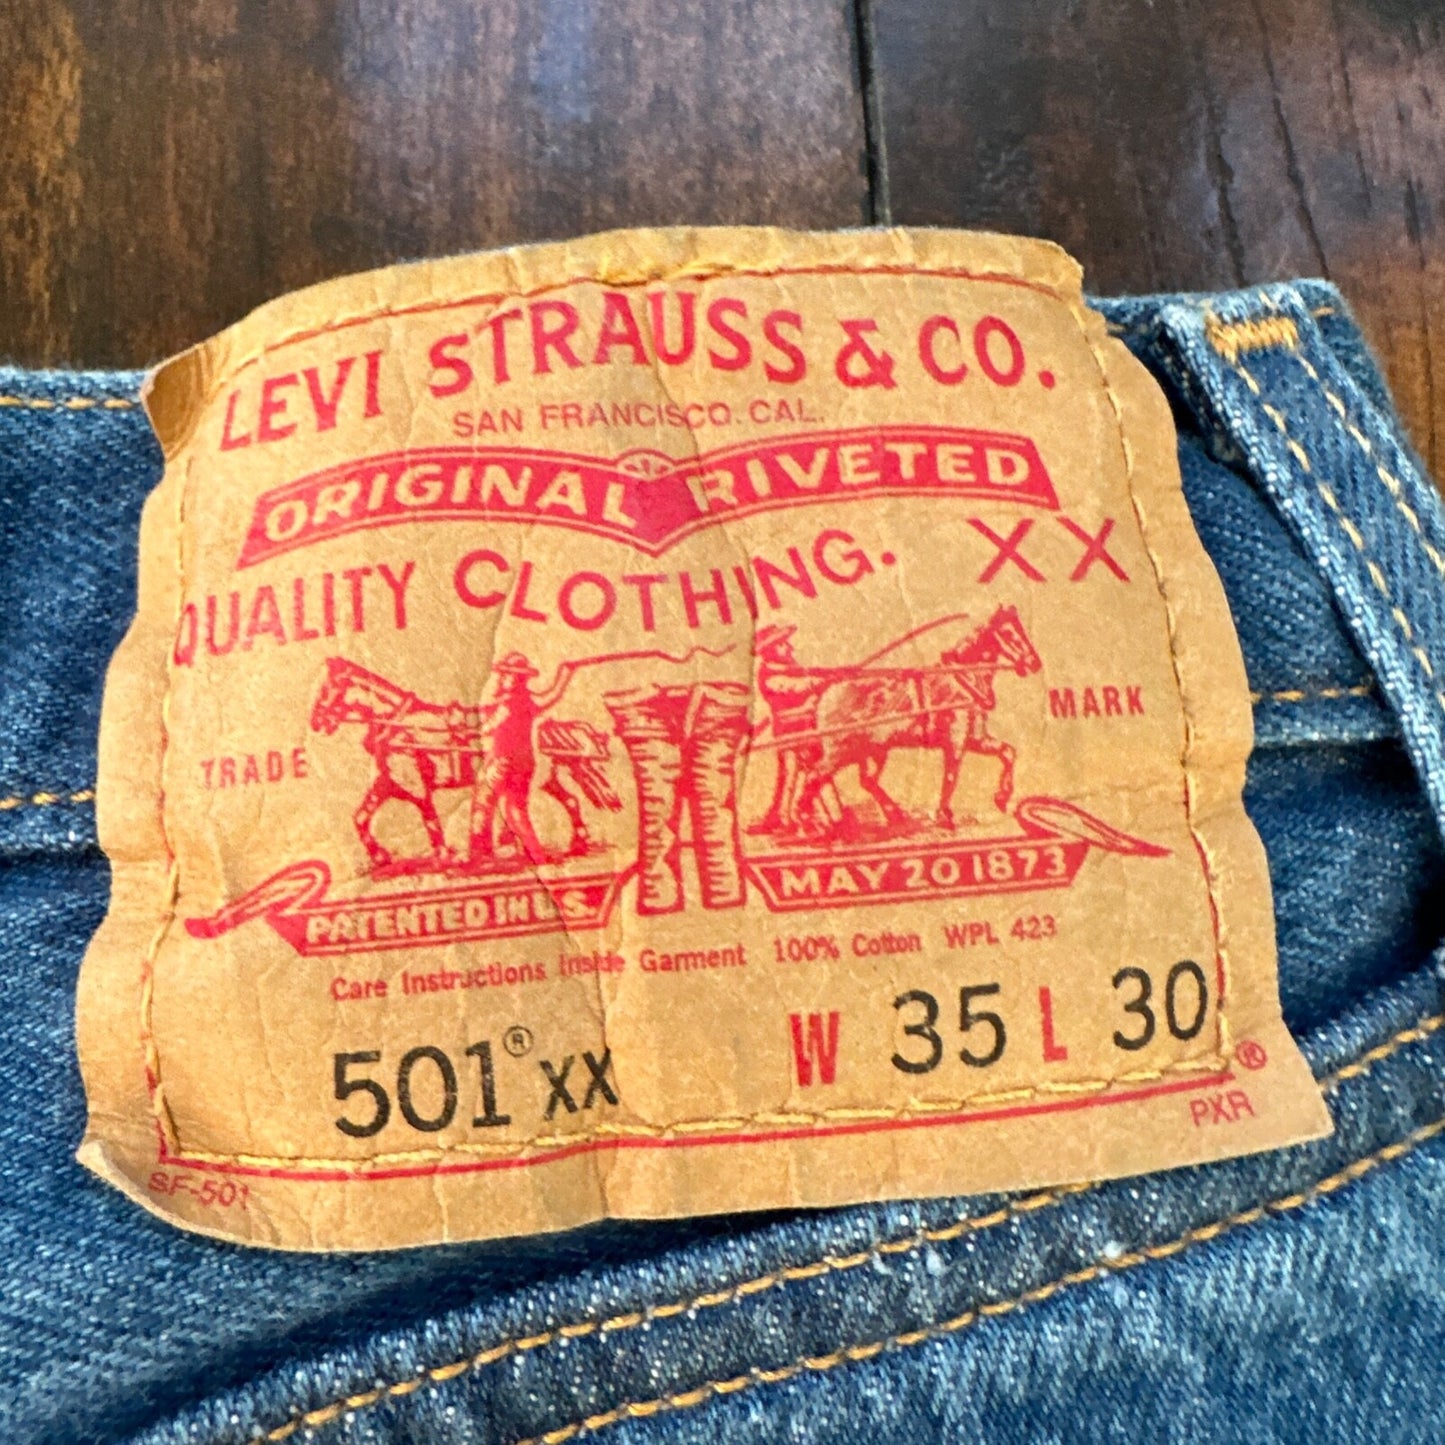 LEVI STRAUSS & CO.
SAN FRANCISCO. CAL.
ORIGINAL RIVETED
QUALITY CLOTHING. XX
TRADE MARK
PATENTED IN U.S. MAY 20 1873
Care Instructions Inside Garment 100% Cotton WPL 423
501® XX W 35 L 30
®
SF-501 PXR